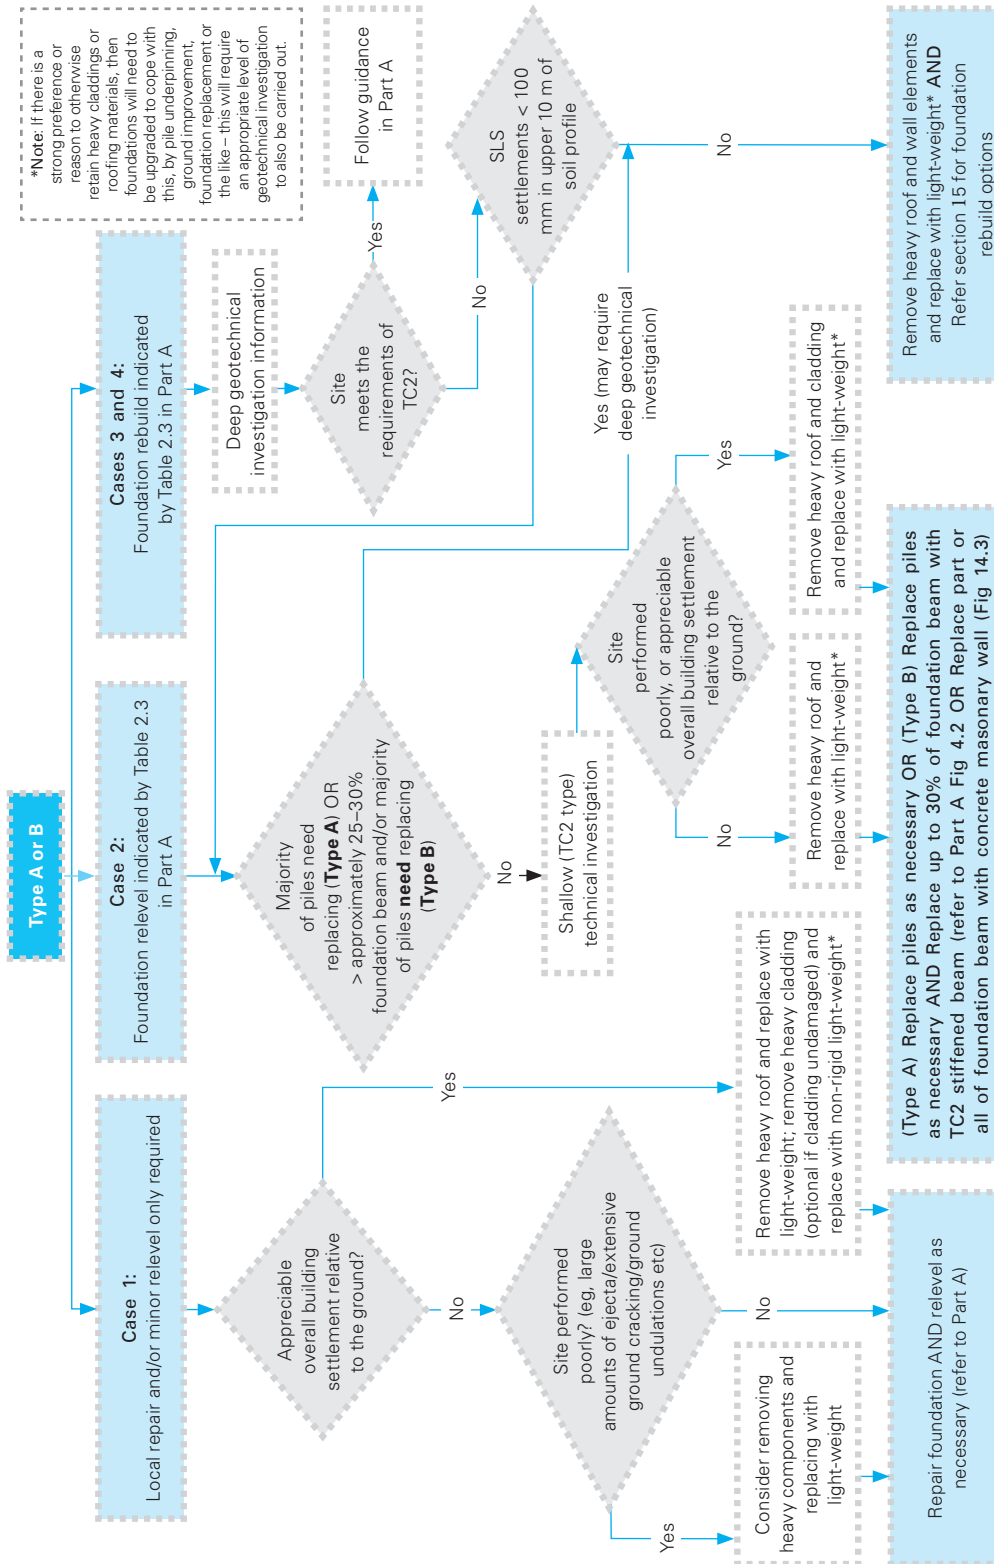 Type A or B
Case 1:
Local repair and/or minor relevel only required
Case 2:
Foundation relevel indicated by Table 2.3
in Part A
Cases 3 and 4:
Foundation rebuild indicated
by Table 2.3 in Part A
*Note: If there is a
strong preference or
reason to otherwise
retain heavy claddings or
roofing materials, then
foundations will need to
be upgraded to cope with
this, by pile underpinning,
ground improvement,
foundation replacement or
the like – this will require
an appropriate level of
geotechnical investigation
to also be carried out.
Deep geotechnical
investigation information
Appreciable
overall building
settlement relative
to the ground?
Yes
No
Majority
of piles need
replacing (Type A) OR
> approximately 25–30%
foundation beam and/or majority
of piles need replacing
(Type B)
No
Site
meets the
requirements of
TC2?
Yes
No
Follow guidance
in Part A
SLS
settlements < 100
mm in upper 10 m of
soil profile
Yes (may require
deep geotechnical
investigation)
No
Site performed
poorly? (eg, large
amounts of ejecta/extensive
ground cracking/ground
undulations etc)
Yes
No
Shallow (TC2 type)
technical investigation
Site
performed
poorly, or appreciable
overall building settlement
relative to the
ground?
No
Yes
Consider removing
heavy components and
replacing with
light-weight
Remove heavy roof and replace with
light-weight; remove heavy cladding
(optional if cladding undamaged) and
replace with non-rigid light-weight*
Remove heavy roof and
replace with light-weight*
Remove heavy roof and cladding
and replace with light-weight*
Repair foundation AND relevel as
necessary (refer to Part A)
(Type A) Replace piles as necessary OR (Type B) Replace piles
as necessary AND Replace up to 30% of foundation beam with
TC2 stiffened beam (refer to Part A Fig 4.2 OR Replace part or
all of foundation beam with concrete masonary wall (Fig 14.3)
Remove heavy roof and wall elements
and replace with light-weight* AND
Refer section 15 for foundation
rebuild options